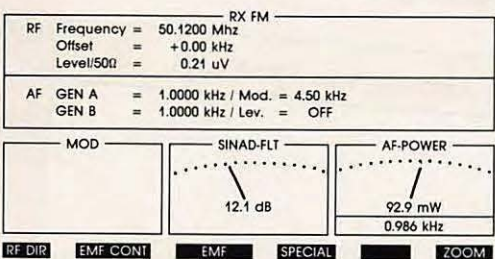 RX FM
RF Frequency = 50.1200 Mhz
Offset = +0.00 kHz
Level/50Ω = 0.21 uV
AF GEN A = 1.0000 kHz / Mod. = 4.50 kHz
GEN B = 1.0000 kHz / Lev. = OFF
MOD SINAD-FLT AF-POWER
12.1 dB 92.9 mW
0.986 kHz
RF DIR EMF CONT EMF SPECIAL ZOOM